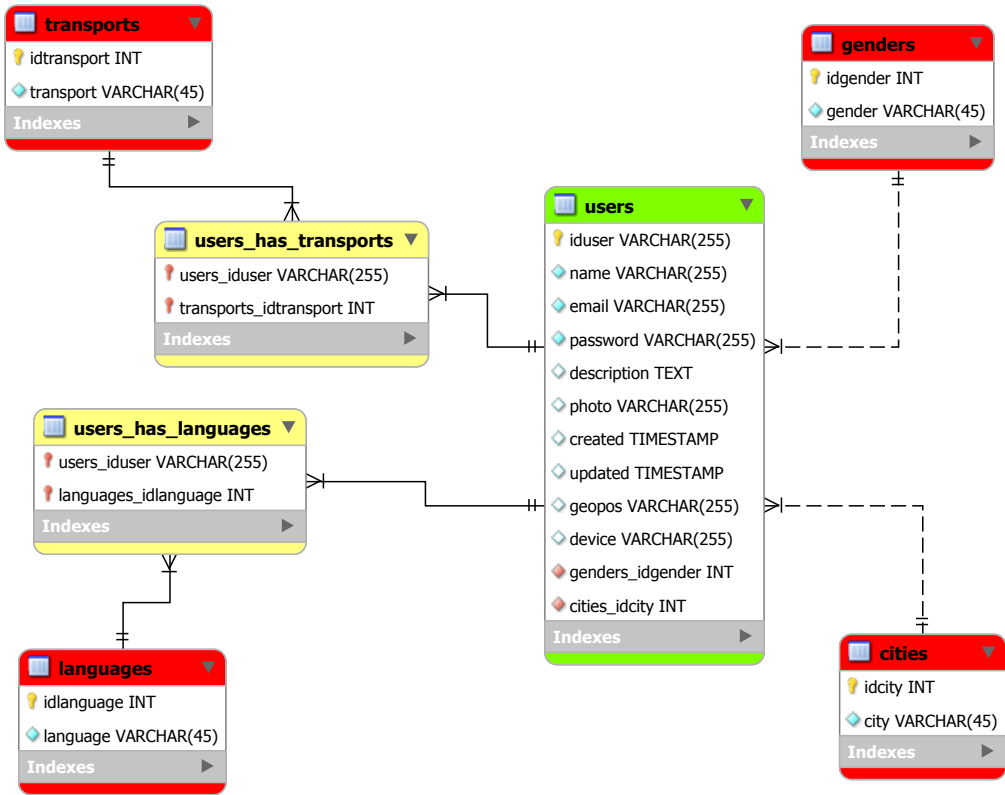 transports
idtransport INT
transport VARCHAR(45)
Indexes
genders
idgender INT
gender VARCHAR(45)
Indexes
users_has_transports
users_iduser VARCHAR(255)
transports_idtransport INT
Indexes
users
iduser VARCHAR(255)
name VARCHAR(255)
email VARCHAR(255)
password VARCHAR(255)
description TEXT
photo VARCHAR(255)
created TIMESTAMP
updated TIMESTAMP
geopos VARCHAR(255)
device VARCHAR(255)
genders_idgender INT
cities_idcity INT
Indexes
users_has_languages
users_iduser VARCHAR(255)
languages_idlanguage INT
Indexes
languages
idlanguage INT
language VARCHAR(45)
Indexes
cities
idcity INT
city VARCHAR(45)
Indexes